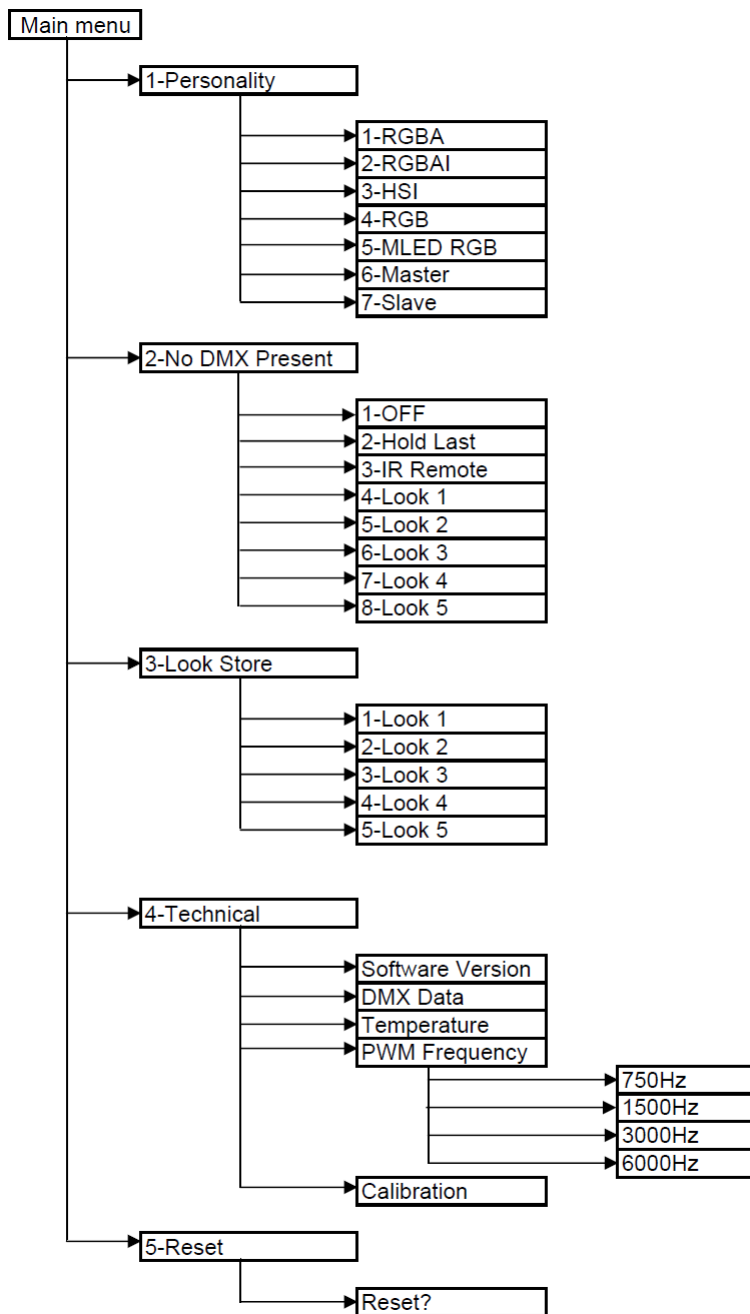 Main menu
1-Personality
1-RGBA
2-RGBAI
3-HSI
4-RGB
5-MLED RGB
6-Master
7-Slave
2-No DMX Present
1-OFF
2-Hold Last
3-IR Remote
4-Look 1
5-Look 2
6-Look 3
7-Look 4
8-Look 5
3-Look Store
1-Look 1
2-Look 2
3-Look 3
4-Look 4
5-Look 5
4-Technical
Software Version
DMX Data
Temperature
PWM Frequency
750Hz
1500Hz
3000Hz
6000Hz
Calibration
5-Reset
Reset?